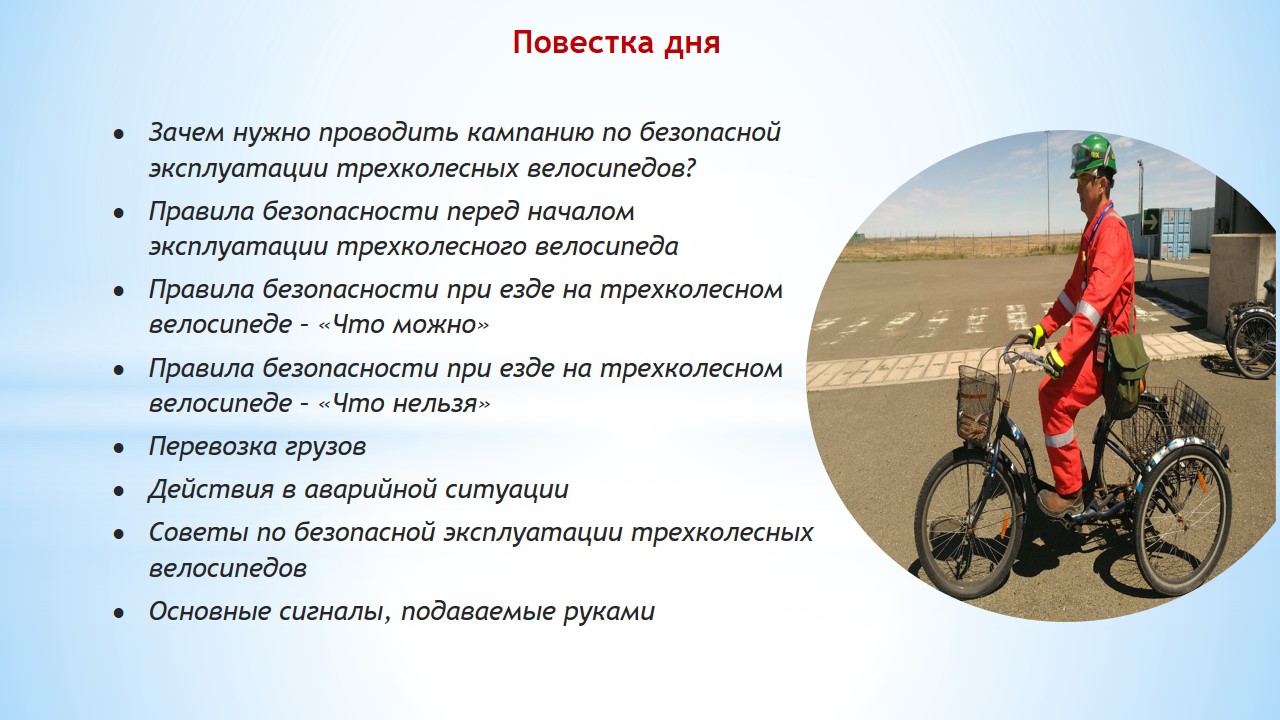 Повестка дня
• Зачем нужно проводить кампанию по безопасной
эксплуатации трехколесных велосипедов?
• Правила безопасности перед началом
эксплуатации трехколесного велосипеда
• Правила безопасности при езде на трехколесном
велосипеде – «Что можно»
• Правила безопасности при езде на трехколесном
велосипеде – «Что нельзя»
• Перевозка грузов
• Действия в аварийной ситуации
• Советы по безопасной эксплуатации трехколесных
велосипедов
• Основные сигналы, подаваемые руками